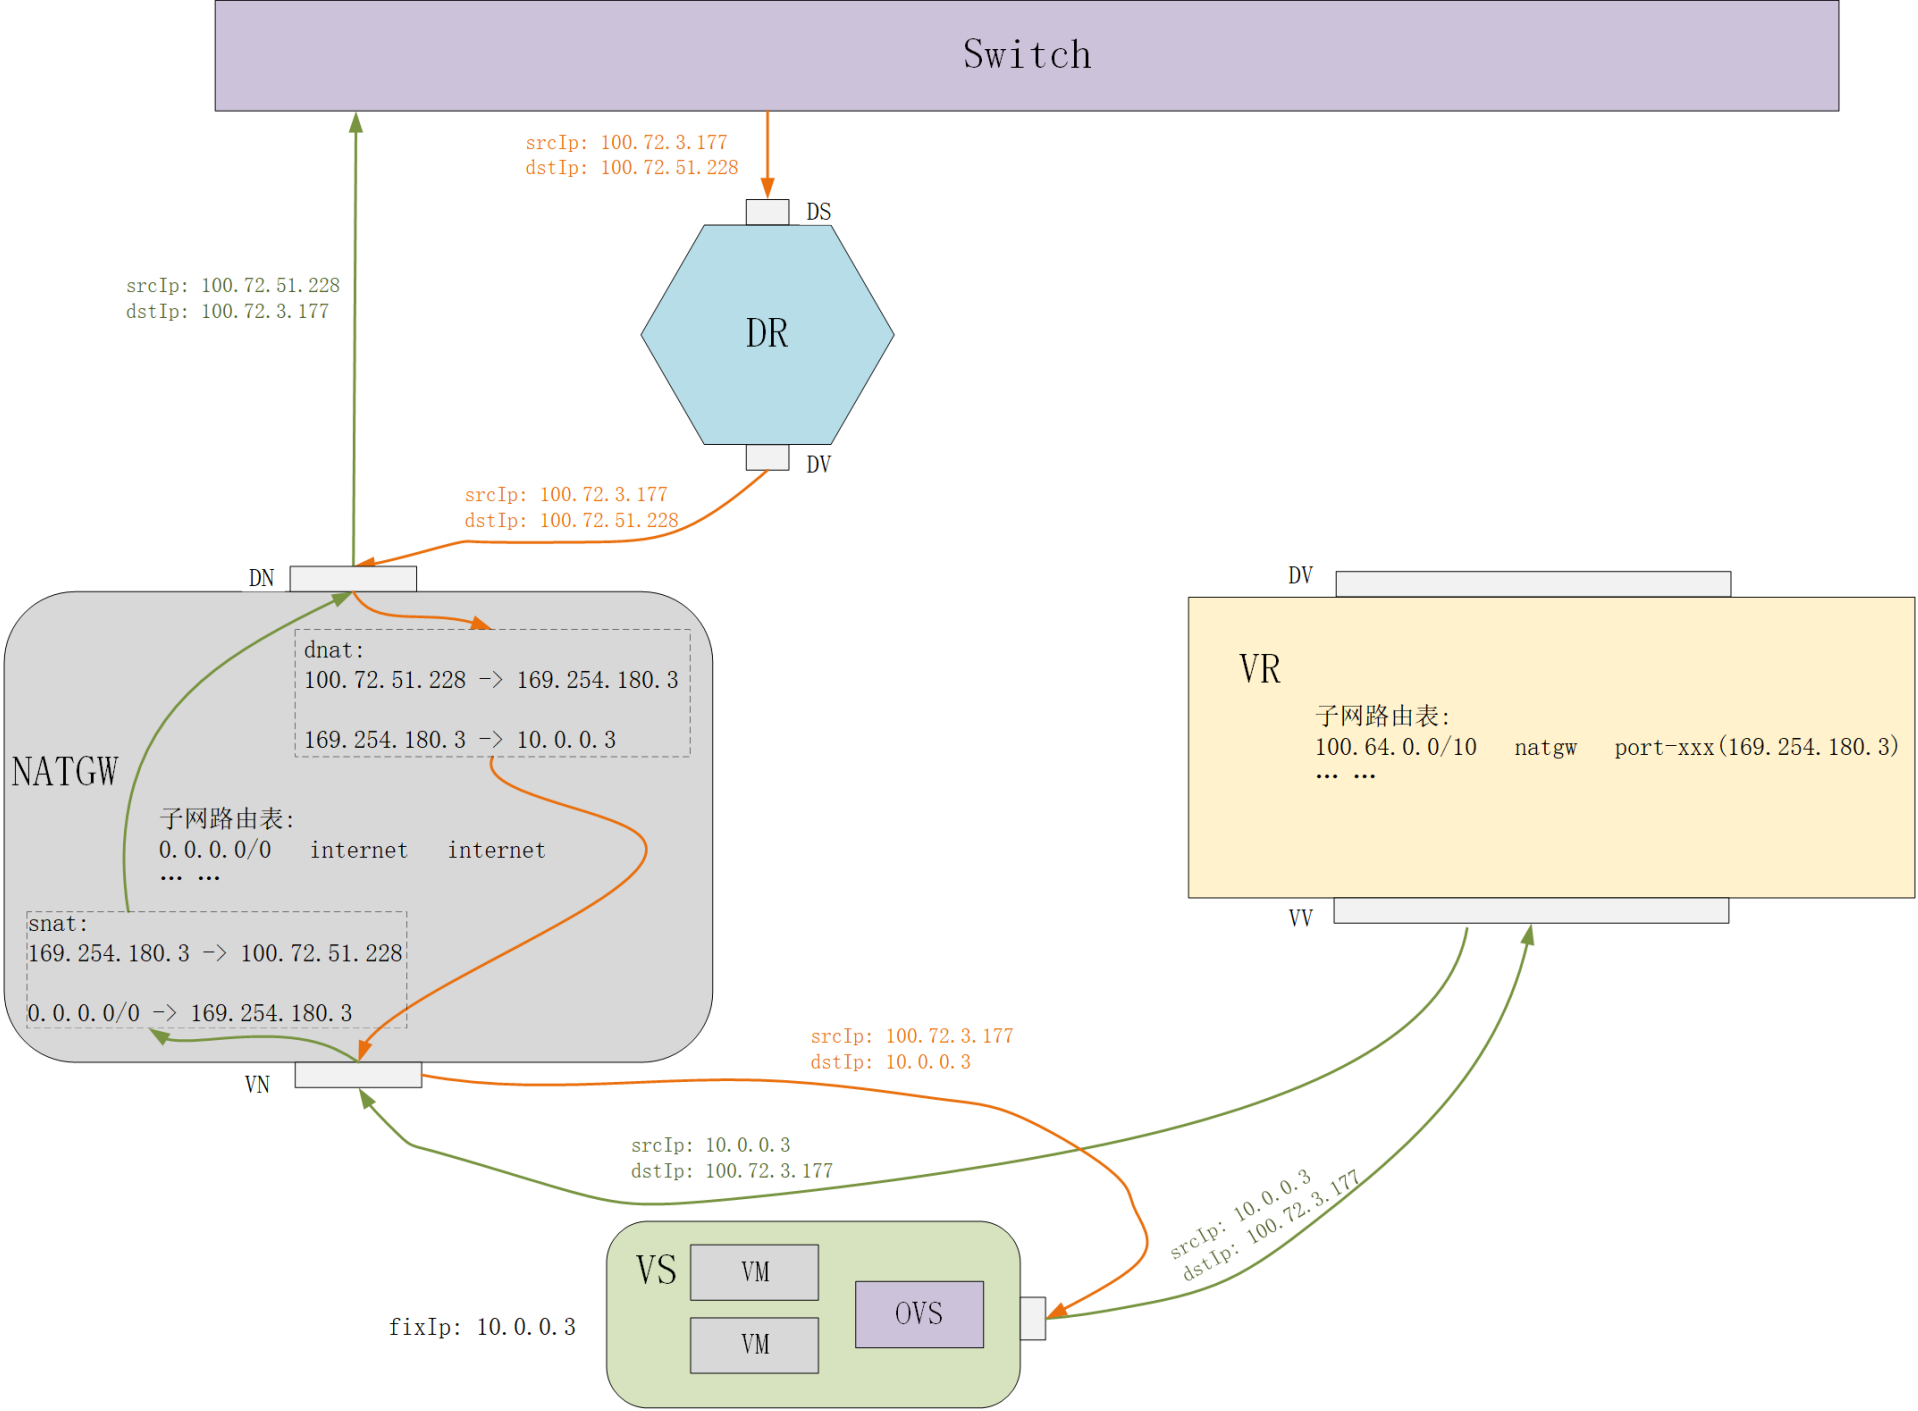 Switch
srcIp: 100.72.3.177
dstIp: 100.72.51.228
DS
srcIp: 100.72.51.228
dstIp: 100.72.3.177
DR
DV
srcIp: 100.72.3.177
dstIp: 100.72.51.228
DN
dnat:
100.72.51.228 -> 169.254.180.3
169.254.180.3 -> 10.0.0.3
NATGW
子网路由表:
0.0.0.0/0 internet internet
... ...
snat:
169.254.180.3 -> 100.72.51.228
0.0.0.0/0 -> 169.254.180.3
VN
DV
VR
子网路由表:
100.64.0.0/10 natgw port-xxx(169.254.180.3)
... ...
VV
srcIp: 100.72.3.177
dstIp: 10.0.0.3
srcIp: 10.0.0.3
dstIp: 100.72.3.177
srcIp: 10.0.0.3
dstIp: 100.72.3.177
VS
VM
OVS
VM
fixIp: 10.0.0.3